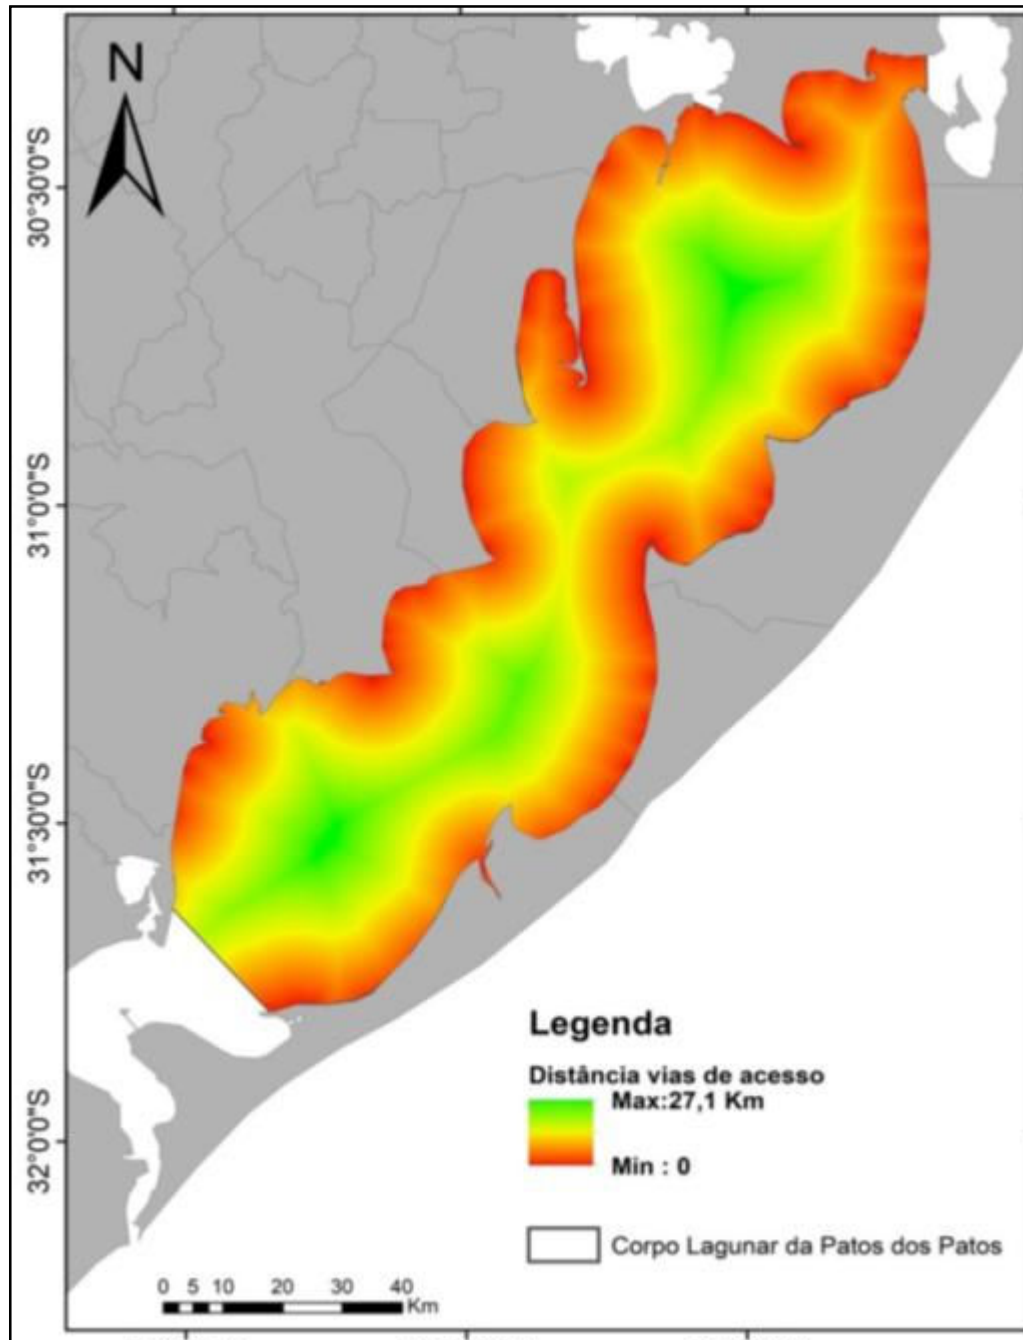 N
30°30'0"S
31°0'0"S
31°30'0"S
32°0'0"S
Legenda
Distância vias de acesso
Max:27,1 Km
Min : 0
Corpo Lagunar da Patos dos Patos
0 5 10 20 30 40
Km